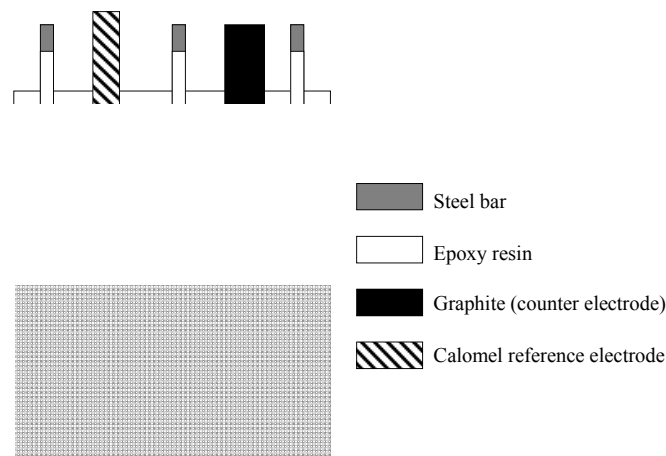 Steel bar
Epoxy resin
Graphite (counter electrode)
Calomel reference electrode